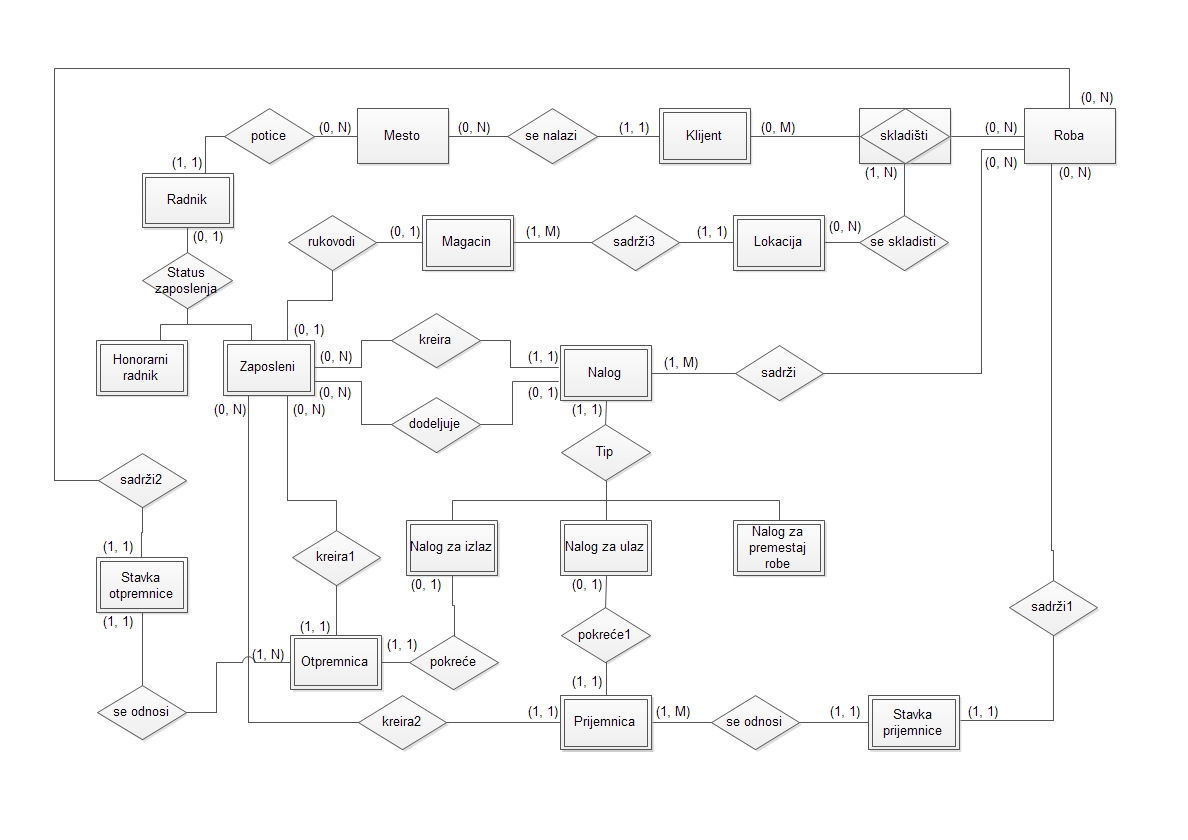 (0, N)
potice
(0, N)
Mesto
(0, N)
se nalazi
(1, 1)
Klijent
(0, M)
skladišti
(0, N)
Roba
(1, 1)
(1, N)
(0, N)
(0, N)
Radnik
(0, 1)
rukovodi
(0, 1)
Magacin
(1, M)
sadrži3
(1, 1)
Lokacija
(0, N)
se skladisti
Status
zaposlenja
(0, 1)
Honorarni
radnik
Zaposleni
(0, N)
kreira
(1, 1)
Nalog
(1, M)
sadrži
(0, N)
(0, N)
(0, N)
dodeljuje
(0, 1)
(1, 1)
Tip
sadrži2
(1, 1)
kreira1
Nalog za izlaz
Nalog za ulaz
Nalog za
premestaj
robe
(0, 1)
(0, 1)
Stavka
otpremnice
(1, 1)
sadrži1
(1, 1)
(1, N)
Otpremnica
(1, 1)
pokreće
pokreće1
(1, 1)
se odnosi
kreira2
(1, 1)
Prijemnica
(1, M)
se odnosi
(1, 1)
Stavka
prijemnice
(1, 1)